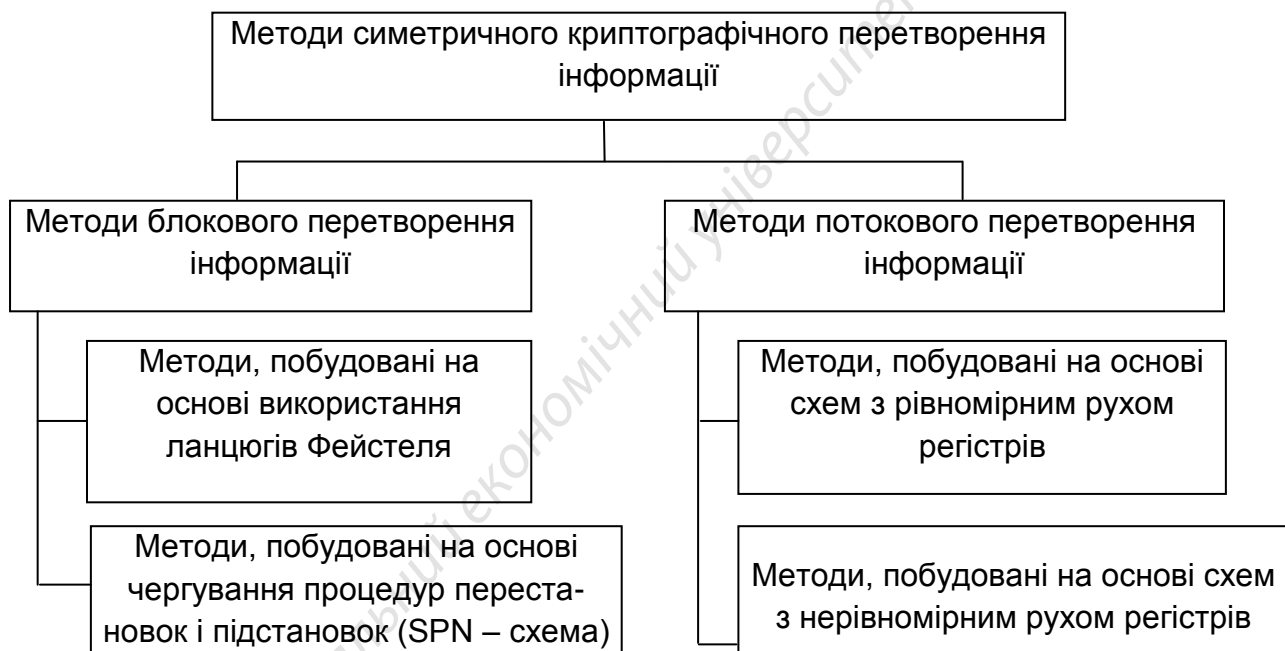 Методи симетричного криптографічного перетворення
інформації
Методи блокового перетворення
інформації
Методи потокового перетворення
інформації
Методи, побудовані на
основі використання
ланцюгів Фейстеля
Методи, побудовані на основі
схем з рівномірним рухом
регістрів
Методи, побудовані на основі
чергування процедур переста-
новок і підстановок (SPN – схема)
Методи, побудовані на основі схем
з нерівномірним рухом регістрів
економічний